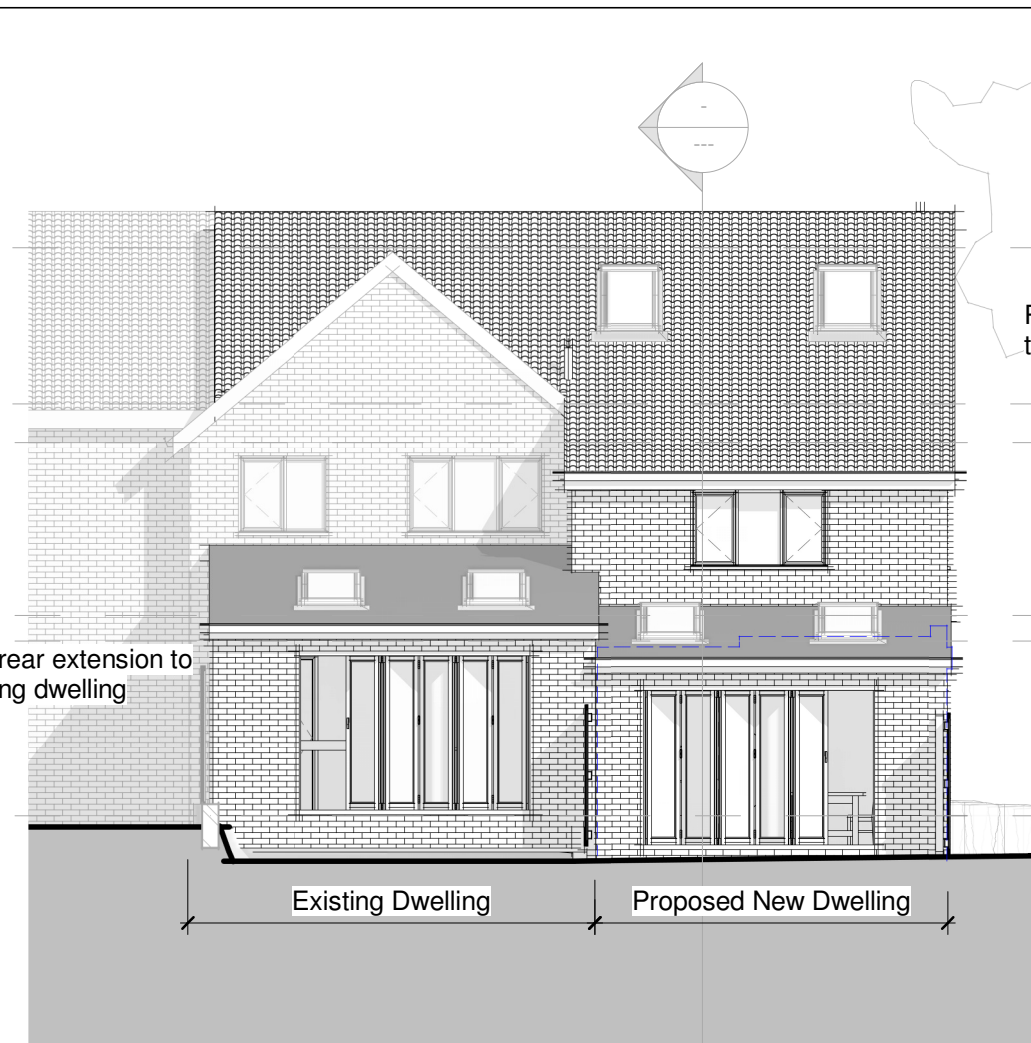 rear extension to
ng dwelling
Existing Dwelling
Proposed New Dwelling